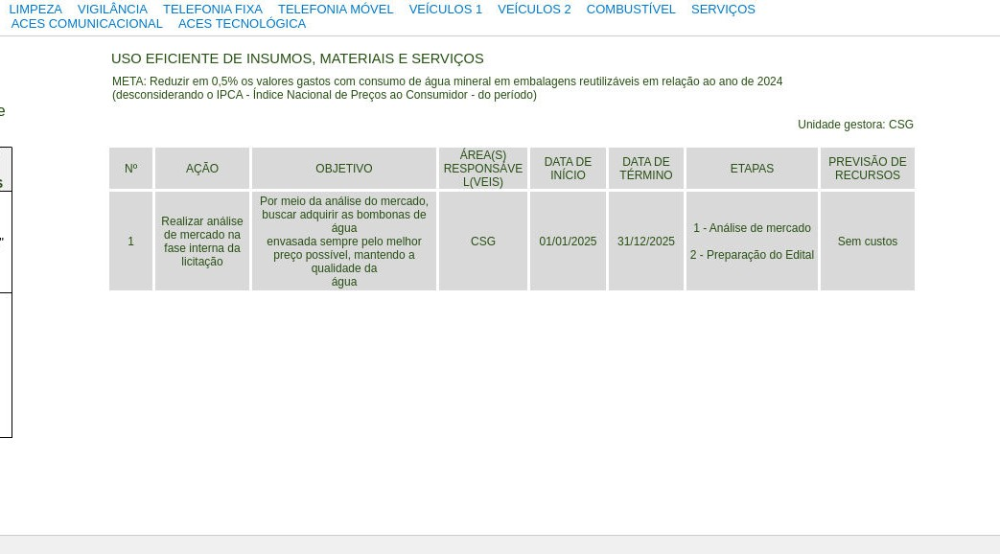 LIMPEZA VIGILÂNCIA TELEFONIA FIXA TELEFONIA MÓVEL VEÍCULOS 1 VEÍCULOS 2 COMBUSTÍVEL SERVIÇOS
ACES COMUNICACIONAL ACES TECNOLÓGICA
USO EFICIENTE DE INSUMOS, MATERIAIS E SERVIÇOS
META: Reduzir em 0,5% os valores gastos com consumo de água mineral em embalagens reutilizáveis em relação ao ano de 2024
(desconsiderando o IPCA - Índice Nacional de Preços ao Consumidor - do período)
e
Unidade gestora: CSG
s
Nº
AÇÃO
OBJETIVO
ÁREA(S)
RESPONSÁVE
L(VEIS)
DATA DE
INÍCIO
DATA DE
TÉRMINO
ETAPAS
PREVISÃO DE
RECURSOS
"
1
Realizar análise
de mercado na
fase interna da
licitação
Por meio da análise do mercado,
buscar adquirir as bombonas de
água
envasada sempre pelo melhor
preço possível, mantendo a
qualidade da
água
CSG
01/01/2025
31/12/2025
1 - Análise de mercado
2 - Preparação do Edital
Sem custos